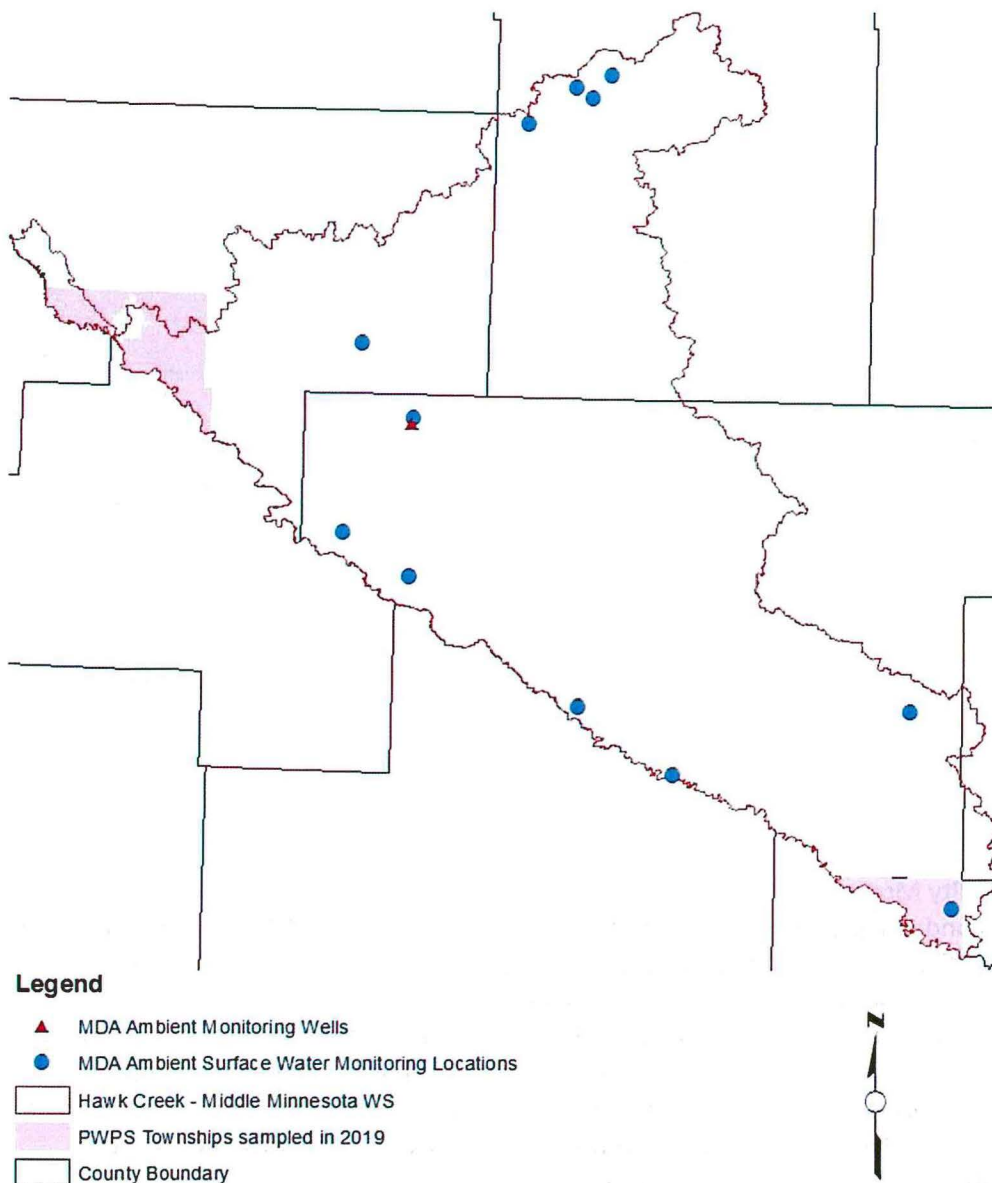 Legend
MDA Ambient Monitoring Wells
MDA Ambient Surface Water Monitoring Locations
Hawk Creek - Middle Minnesota WS
PWPS Townships sampled in 2019
County Boundary
N